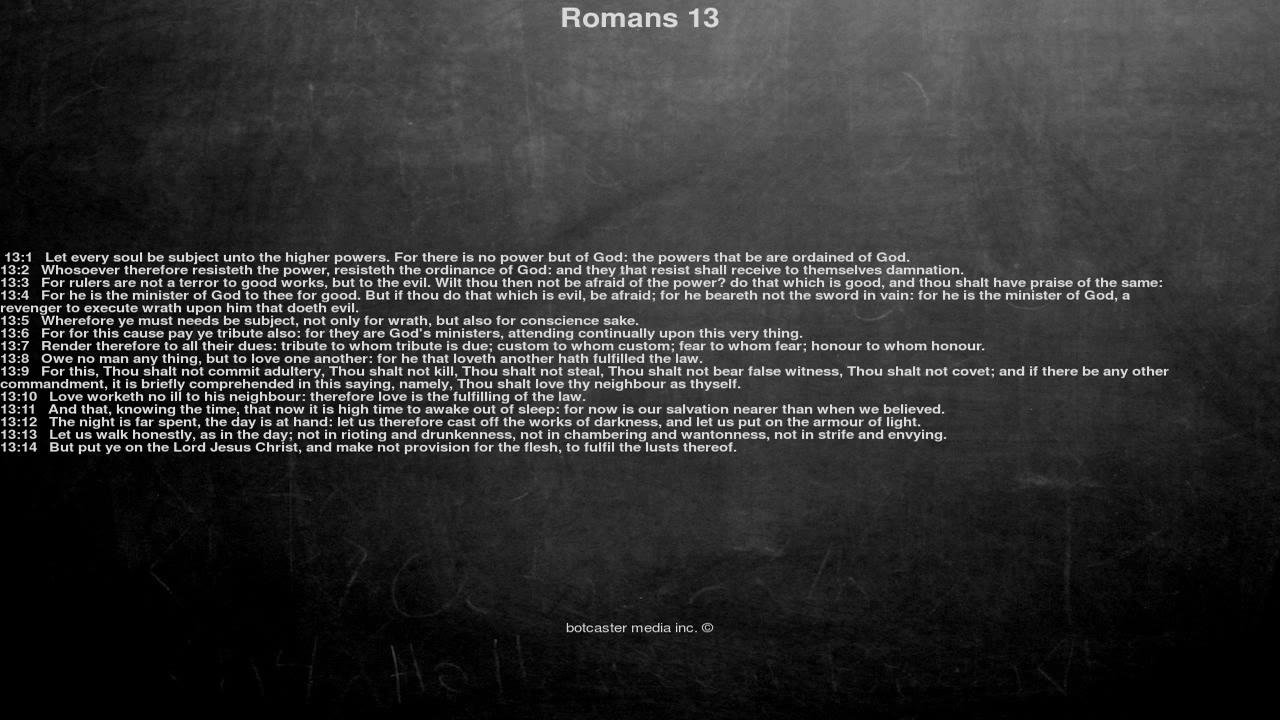 Romans 13
13:1 Let every soul be subject unto the higher powers. For there is no power but of God: the powers that be are ordained of God.
13:2 Whosoever therefore resisteth the power, resisteth the ordinance of God: and they that resist shall receive to themselves damnation.
13:3 For rulers are not a terror to good works, but to the evil. Wilt thou then not be afraid of the power? do that which is good, and thou shalt have praise of the same:
13:4 For he is the minister of God to thee for good. But if thou do that which is evil, be afraid; for he beareth not the sword in vain: for he is the minister of God, a
revenger to execute wrath upon him that doeth evil.
13:5 Wherefore ye must needs be subject, not only for wrath, but also for conscience sake.
13:6 For for this cause pay ye tribute also: for they are God's ministers, attending continually upon this very thing.
13:7 Render therefore to all their dues: tribute to whom tribute is due; custom to whom custom; fear to whom fear; honour to whom honour.
13:8 Owe no man any thing, but to love one another: for he that loveth another hath fulfilled the law.
13:9 For this, Thou shalt not commit adultery, Thou shalt not kill, Thou shalt not steal, Thou shalt not bear false witness, Thou shalt not covet; and if there be any other
commandment, it is briefly comprehended in this saying, namely, Thou shalt love thy neighbour as thyself.
13:10 Love worketh no ill to his neighbour: therefore love is the fulfilling of the law.
13:11 And that, knowing the time, that now it is high time to awake out of sleep: for now is our salvation nearer than when we believed.
13:12 The night is far spent, the day is at hand: let us therefore cast off the works of darkness, and let us put on the armour of light.
13:13 Let us walk honestly, as in the day; not in rioting and drunkenness, not in chambering and wantonness, not in strife and envying.
13:14 But put ye on the Lord Jesus Christ, and make not provision for the flesh, to fulfil the lusts thereof.
botcaster media inc. ©